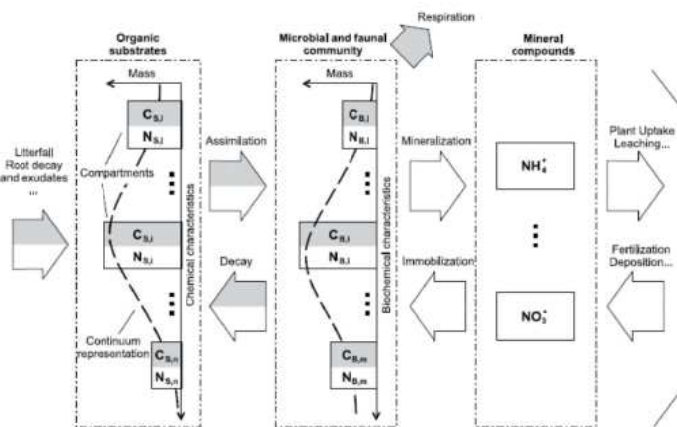 Respiration
Organic
substrates
Microbial and faunal
community
Mineral
compounds
Mass
Mass
C_S,1
N_S,1
C_B,1
N_B,1
Litterfall
Root decay
and exudates
...
Compartments
Assimilation
Mineralization
NH₄⁺
Plant Uptake
Leaching...
C_S,i
N_S,i
Chemical characteristics
C_B,i
N_B,i
Biochemical characteristics
Decay
Immobilization
Fertilization
Deposition...
NO₃⁺
Continuum
representation
C_S,n
N_S,n
C_B,m
N_B,m